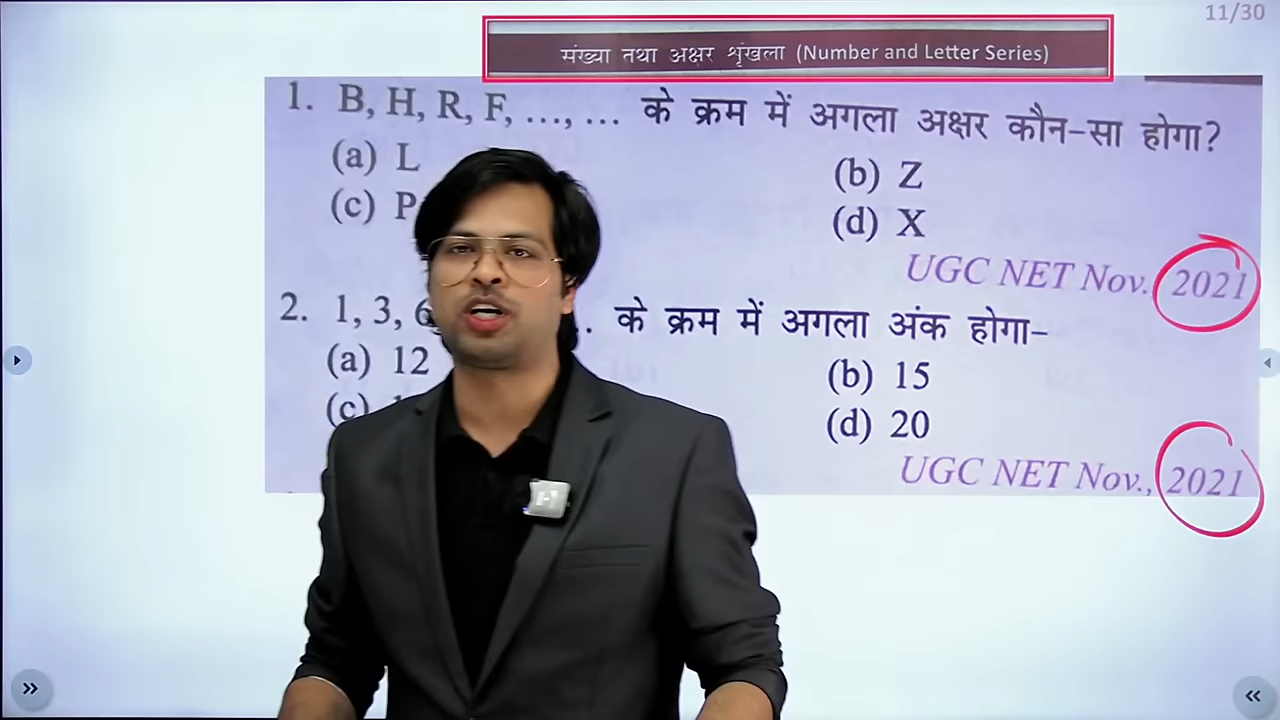 11/30
संख्या तथा अक्षर श्रृंखला (Number and Letter Series)
1. B, H, R, F, ..., ... के क्रम में अगला अक्षर कौन-सा होगा?
(a) L (b) Z
(c) P (d) X
UGC NET Nov. 2021
2. 1, 3, 6 . के क्रम में अगला अंक होगा-
(a) 12 (b) 15
(c) (d) 20
UGC NET Nov., 2021